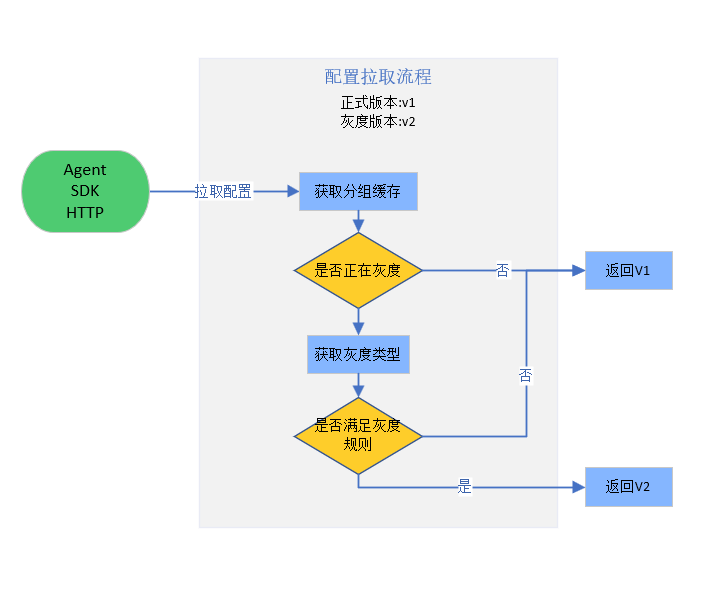 配置拉取流程
正式版本:v1
灰度版本:v2
Agent
SDK
HTTP
拉取配置
获取分组缓存
是否正在灰度
否
返回V1
获取灰度类型
否
是否满足灰度
规则
是
返回V2